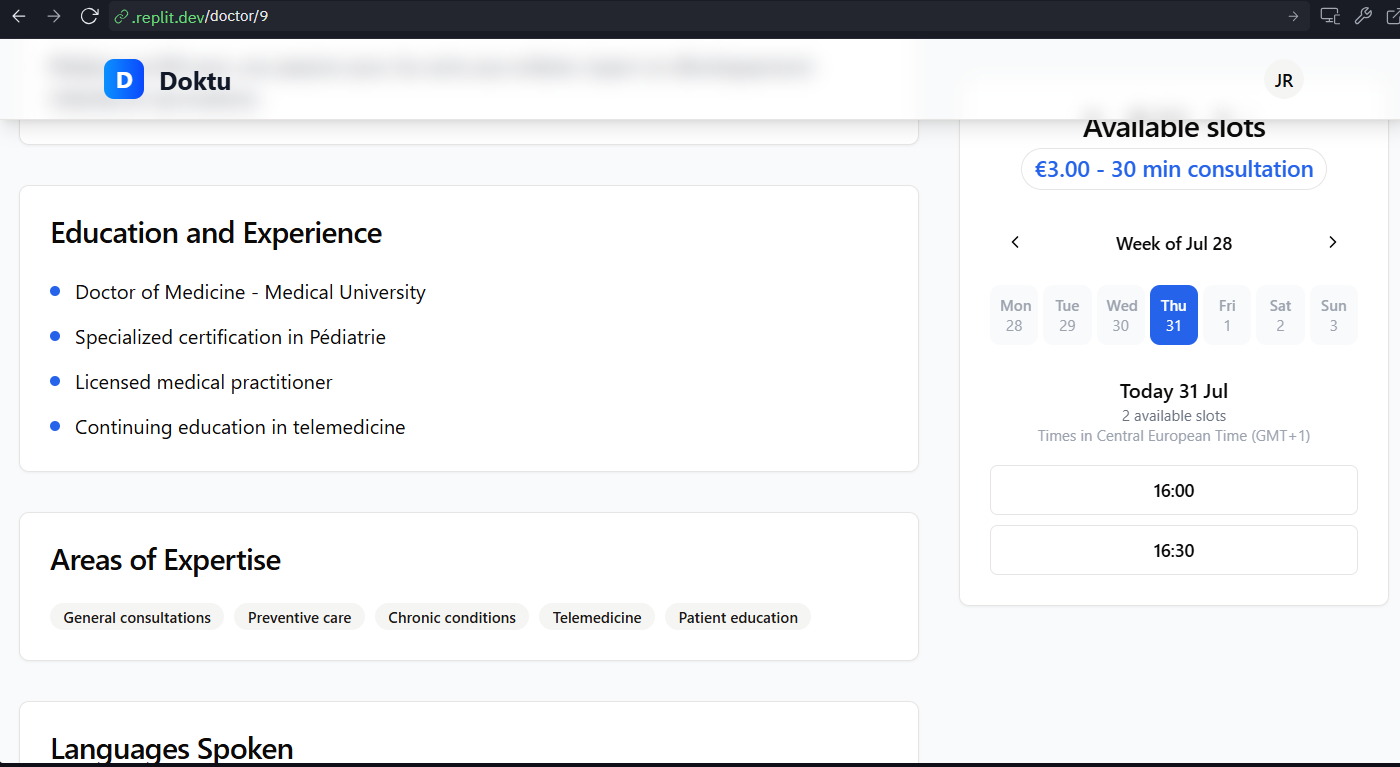 .replit.dev/doctor/9
D Doktu
JR
Education and Experience
Doctor of Medicine - Medical University
Specialized certification in Pédiatrie
Licensed medical practitioner
Continuing education in telemedicine
Areas of Expertise
General consultations Preventive care Chronic conditions Telemedicine Patient education
Languages Spoken
Available slots
€3.00 - 30 min consultation
Week of Jul 28
Mon Tue Wed Thu Fri Sat Sun
28 29 30 31 1 2 3
Today 31 Jul
2 available slots
Times in Central European Time (GMT+1)
16:00
16:30